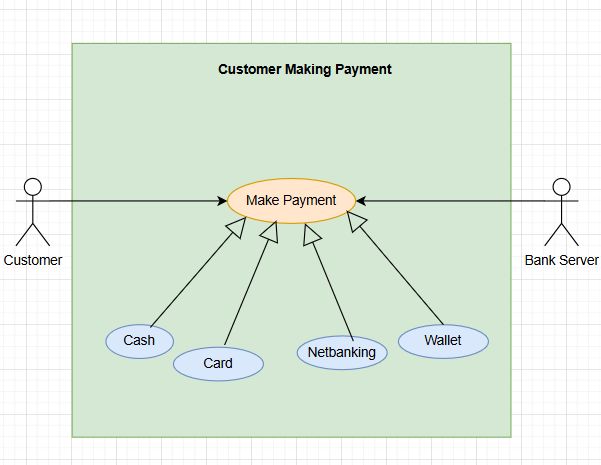 Customer Making Payment
Make Payment
Customer
Bank Server
Cash
Card
Netbanking
Wallet